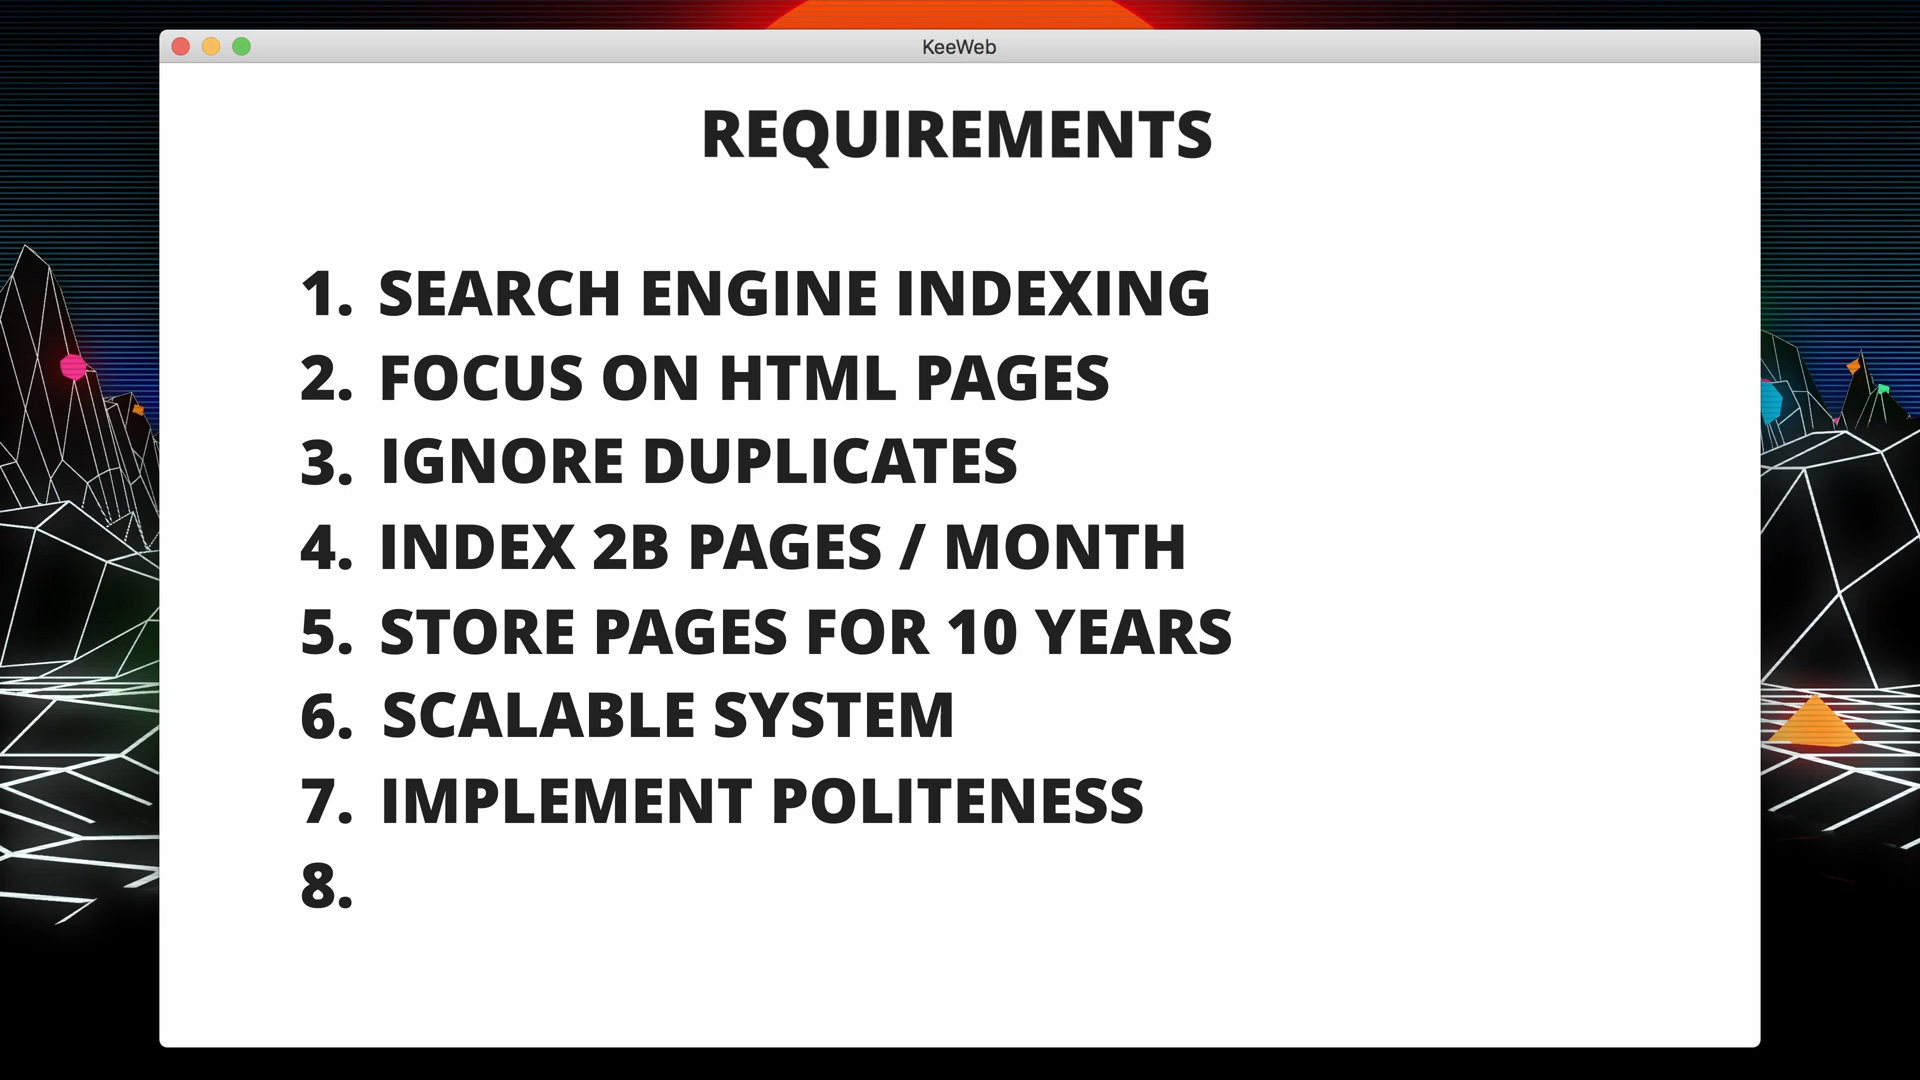 KeeWeb
REQUIREMENTS
1. SEARCH ENGINE INDEXING
2. FOCUS ON HTML PAGES
3. IGNORE DUPLICATES
4. INDEX 2B PAGES / MONTH
5. STORE PAGES FOR 10 YEARS
6. SCALABLE SYSTEM
7. IMPLEMENT POLITENESS
8.